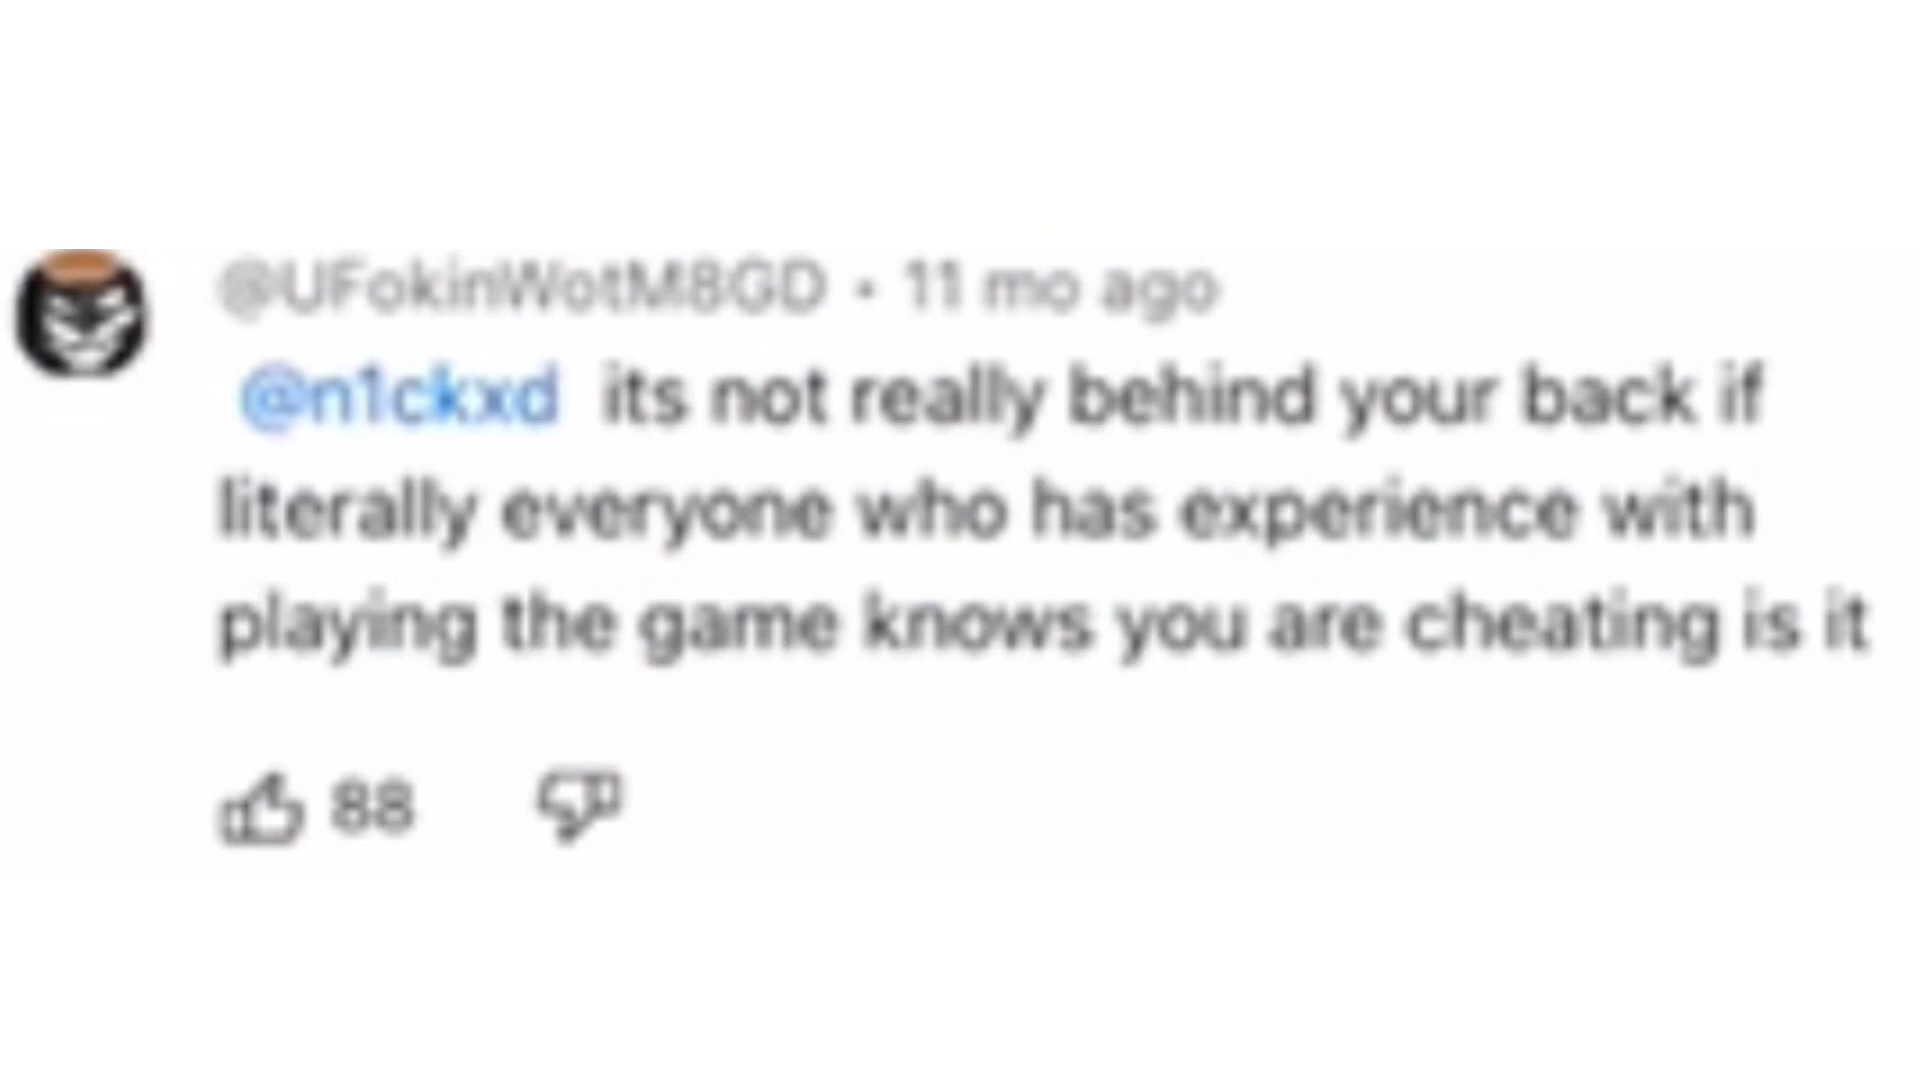 @UFokinWotM8GD • 11 mo ago
@n1ckxd its not really behind your back if
literally everyone who has experience with
playing the game knows you are cheating is it
88